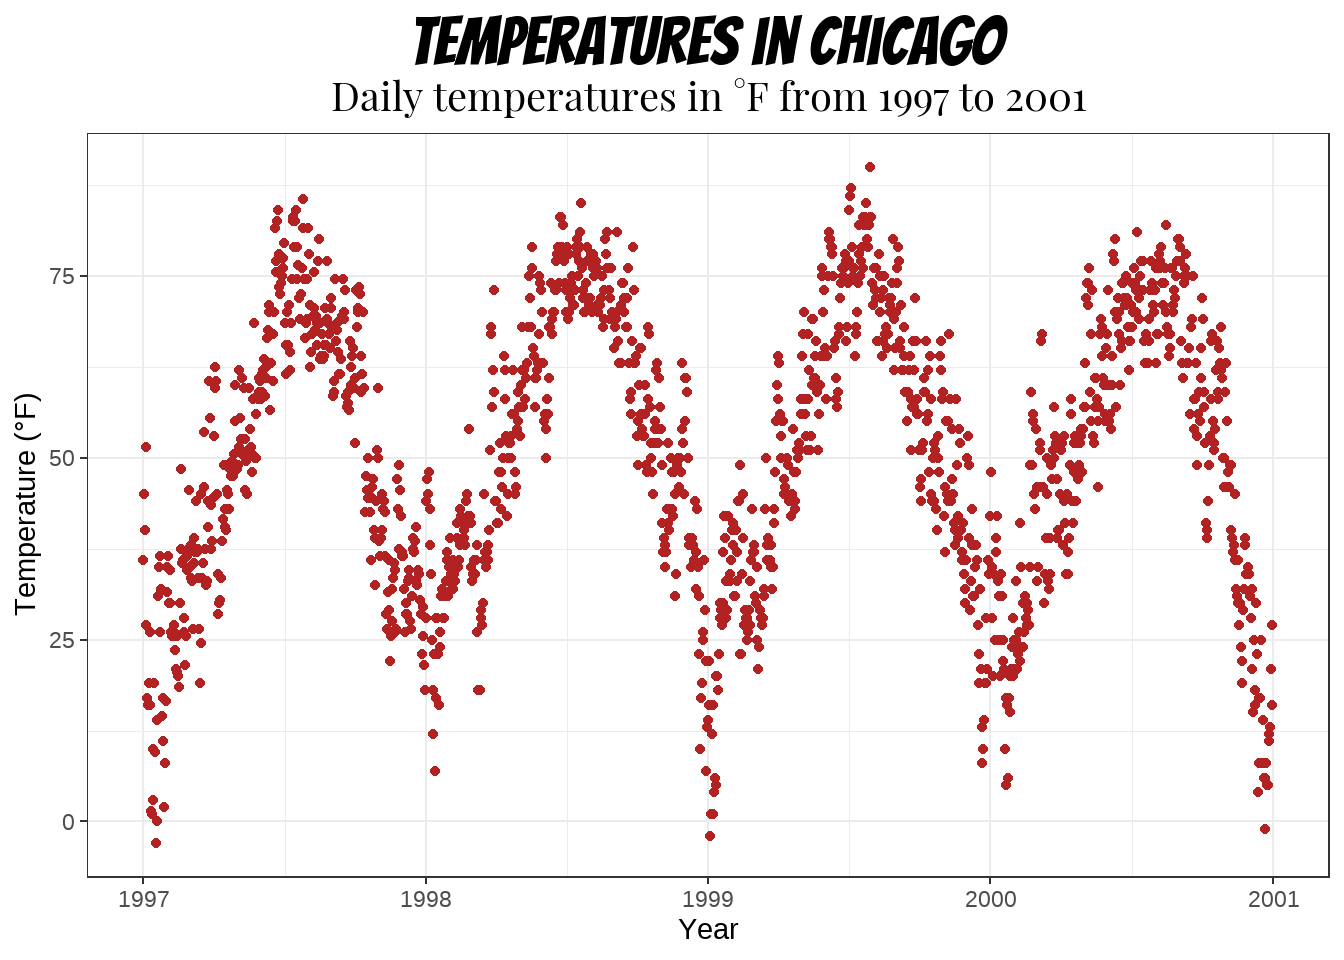 TEMPERATURES IN CHICAGO
Daily temperatures in °F from 1997 to 2001
Temperature (°F)
75
50
25
0
1997 1998 1999 2000 2001
Year